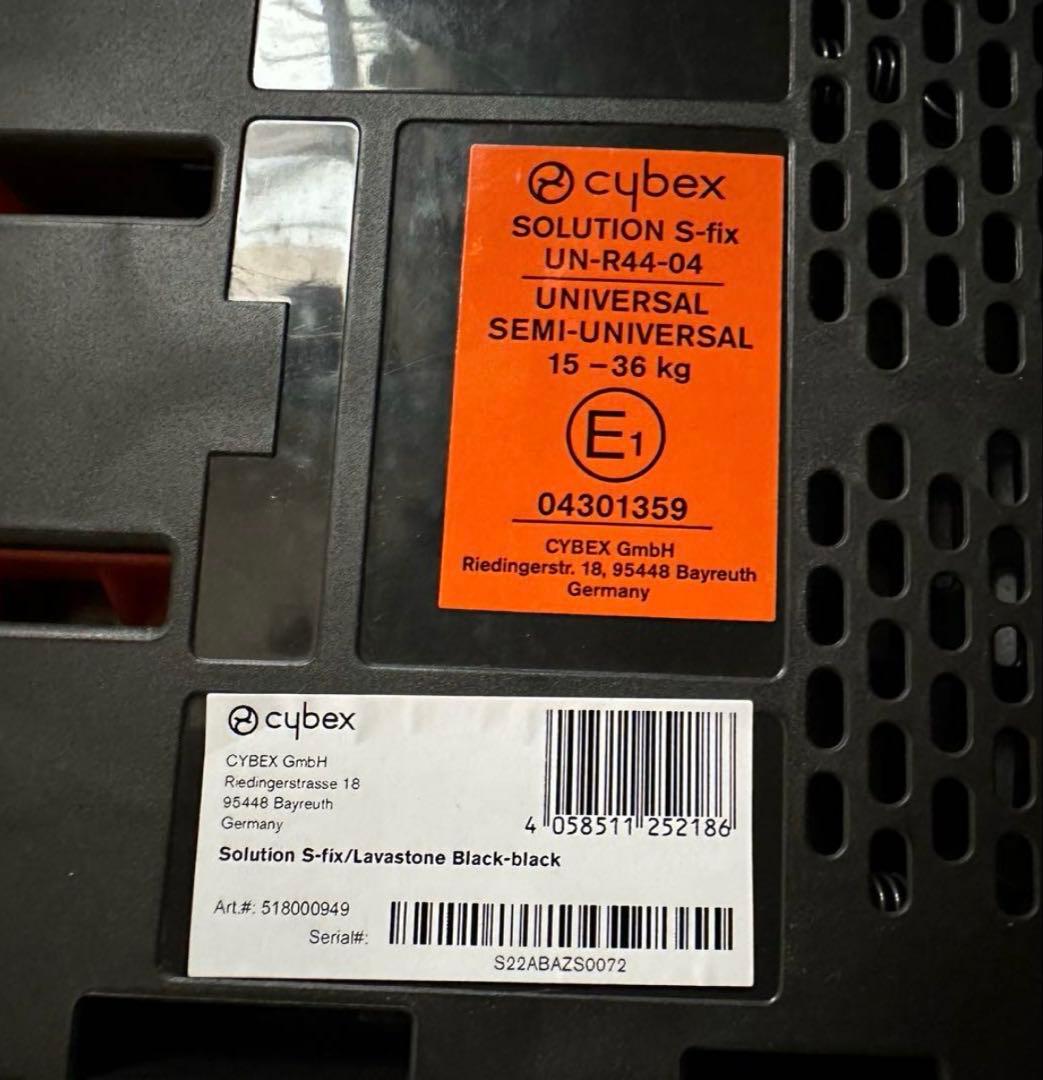 cybex
SOLUTION S-fix
UN-R44-04
UNIVERSAL
SEMI-UNIVERSAL
15 – 36 kg
E1
04301359
CYBEX GmbH
Riedingerstr. 18, 95448 Bayreuth
Germany
cybex
CYBEX GmbH
Riedingerstrasse 18
95448 Bayreuth
Germany
4 058511 252186
Solution S-fix/Lavastone Black-black
Art.#: 518000949
Serial#:
S22ABAZS0072